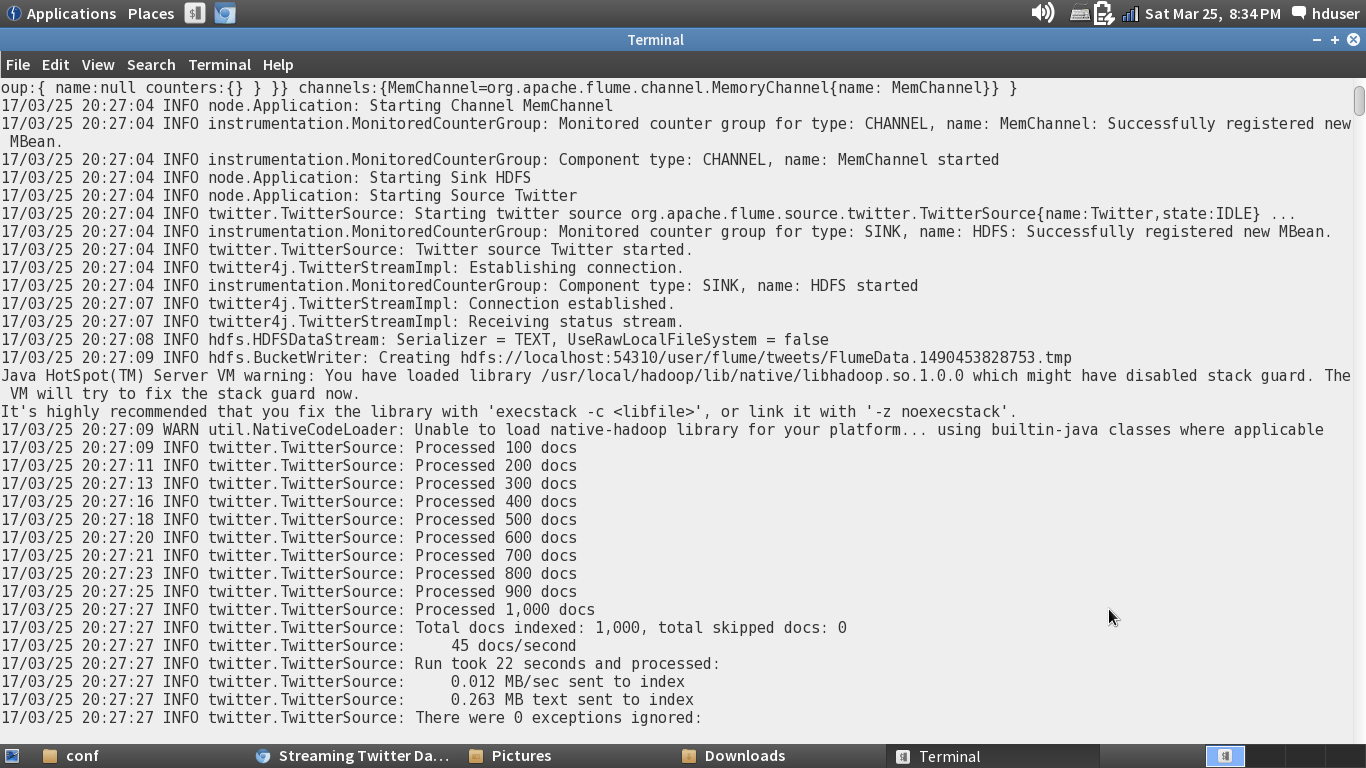 Applications Places Sat Mar 25, 8:34 PM hduser
Terminal
File Edit View Search Terminal Help
oup:{ name:null counters:{} } }} channels:{MemChannel=org.apache.flume.channel.MemoryChannel{name: MemChannel}} }
17/03/25 20:27:04 INFO node.Application: Starting Channel MemChannel
17/03/25 20:27:04 INFO instrumentation.MonitoredCounterGroup: Monitored counter group for type: CHANNEL, name: MemChannel: Successfully registered new
 MBean.
17/03/25 20:27:04 INFO instrumentation.MonitoredCounterGroup: Component type: CHANNEL, name: MemChannel started
17/03/25 20:27:04 INFO node.Application: Starting Sink HDFS
17/03/25 20:27:04 INFO node.Application: Starting Source Twitter
17/03/25 20:27:04 INFO twitter.TwitterSource: Starting twitter source org.apache.flume.source.twitter.TwitterSource{name:Twitter,state:IDLE} ...
17/03/25 20:27:04 INFO instrumentation.MonitoredCounterGroup: Monitored counter group for type: SINK, name: HDFS: Successfully registered new MBean.
17/03/25 20:27:04 INFO twitter.TwitterSource: Twitter source Twitter started.
17/03/25 20:27:04 INFO twitter4j.TwitterStreamImpl: Establishing connection.
17/03/25 20:27:04 INFO instrumentation.MonitoredCounterGroup: Component type: SINK, name: HDFS started
17/03/25 20:27:07 INFO twitter4j.TwitterStreamImpl: Connection established.
17/03/25 20:27:07 INFO twitter4j.TwitterStreamImpl: Receiving status stream.
17/03/25 20:27:08 INFO hdfs.HDFSDataStream: Serializer = TEXT, UseRawLocalFileSystem = false
17/03/25 20:27:09 INFO hdfs.BucketWriter: Creating hdfs://localhost:54310/user/flume/tweets/FlumeData.1490453828753.tmp
Java HotSpot(TM) Server VM warning: You have loaded library /usr/local/hadoop/lib/native/libhadoop.so.1.0.0 which might have disabled stack guard. The
 VM will try to fix the stack guard now.
It's highly recommended that you fix the library with 'execstack -c <libfile>', or link it with '-z noexecstack'.
17/03/25 20:27:09 WARN util.NativeCodeLoader: Unable to load native-hadoop library for your platform... using builtin-java classes where applicable
17/03/25 20:27:09 INFO twitter.TwitterSource: Processed 100 docs
17/03/25 20:27:11 INFO twitter.TwitterSource: Processed 200 docs
17/03/25 20:27:13 INFO twitter.TwitterSource: Processed 300 docs
17/03/25 20:27:16 INFO twitter.TwitterSource: Processed 400 docs
17/03/25 20:27:18 INFO twitter.TwitterSource: Processed 500 docs
17/03/25 20:27:20 INFO twitter.TwitterSource: Processed 600 docs
17/03/25 20:27:21 INFO twitter.TwitterSource: Processed 700 docs
17/03/25 20:27:23 INFO twitter.TwitterSource: Processed 800 docs
17/03/25 20:27:25 INFO twitter.TwitterSource: Processed 900 docs
17/03/25 20:27:27 INFO twitter.TwitterSource: Processed 1,000 docs
17/03/25 20:27:27 INFO twitter.TwitterSource: Total docs indexed: 1,000, total skipped docs: 0
17/03/25 20:27:27 INFO twitter.TwitterSource:     45 docs/second
17/03/25 20:27:27 INFO twitter.TwitterSource: Run took 22 seconds and processed:
17/03/25 20:27:27 INFO twitter.TwitterSource:     0.012 MB/sec sent to index
17/03/25 20:27:27 INFO twitter.TwitterSource:     0.263 MB text sent to index
17/03/25 20:27:27 INFO twitter.TwitterSource: There were 0 exceptions ignored:
conf Streaming Twitter Da... Pictures Downloads Terminal